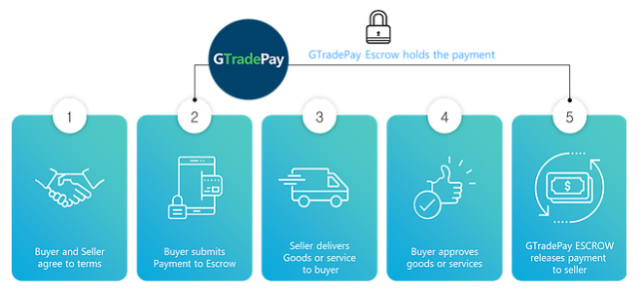 GTradePay
GTradePay Escrow holds the payment
1
2
3
4
5
Buyer and Seller
agree to terms
Buyer submits
Payment to Escrow
Seller delivers
Goods or service
to buyer
Buyer approves
goods or services
GTradePay ESCROW
releases payment
to seller
$